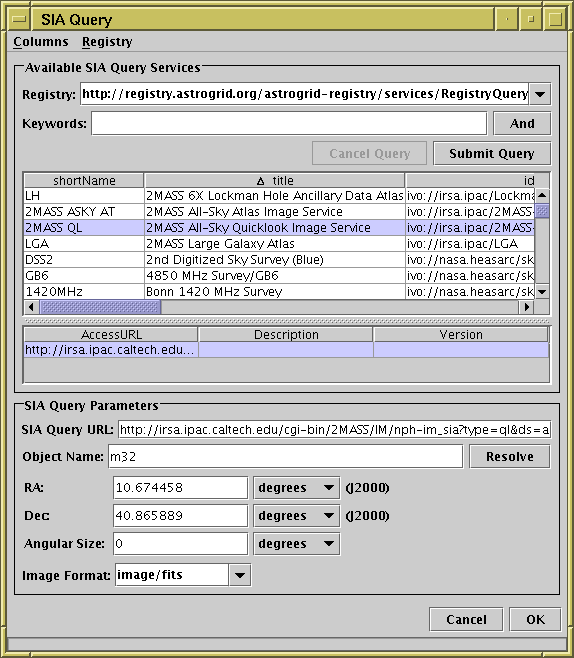 SIA Query
Columns Registry
Available SIA Query Services
Registry: http://registry.astrogrid.org/astrogrid-registry/services/RegistryQuery
Keywords: And
Cancel Query Submit Query
shortName Δ title id
LH 2MASS 6X Lockman Hole Ancillary Data Atlas ivo://irsa.ipac/Lockma
2MASS ASKY AT 2MASS All-Sky Atlas Image Service ivo://irsa.ipac/2MASS-
2MASS QL 2MASS All-Sky Quicklook Image Service ivo://irsa.ipac/2MASS-
LGA 2MASS Large Galaxy Atlas ivo://irsa.ipac/LGA
DSS2 2nd Digitized Sky Survey (Blue) ivo://nasa.heasarc/sk
GB6 4850 MHz Survey/GB6 ivo://nasa.heasarc/sk
1420MHz Bonn 1420 MHz Survey ivo://nasa.heasarc/sk
AccessURL Description Version
http://irsa.ipac.caltech.edu...
SIA Query Parameters
SIA Query URL: http://irsa.ipac.caltech.edu/cgi-bin/2MASS/IM/nph-im_sia?type=ql&ds=a
Object Name: m32 Resolve
RA: 10.674458 degrees (J2000)
Dec: 40.865889 degrees (J2000)
Angular Size: 0 degrees
Image Format: image/fits
Cancel OK